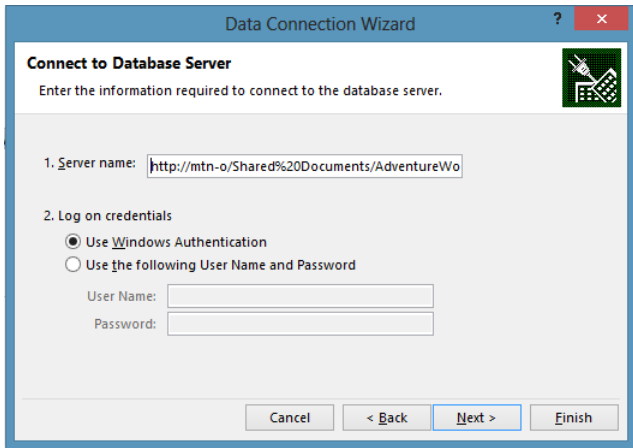 Data Connection Wizard
?
×
Connect to Database Server
Enter the information required to connect to the database server.
1. Server name: http://mtn-o/Shared%20Documents/AdventureWo
2. Log on credentials
Use Windows Authentication
Use the following User Name and Password
User Name:
Password:
Cancel < Back Next > Finish